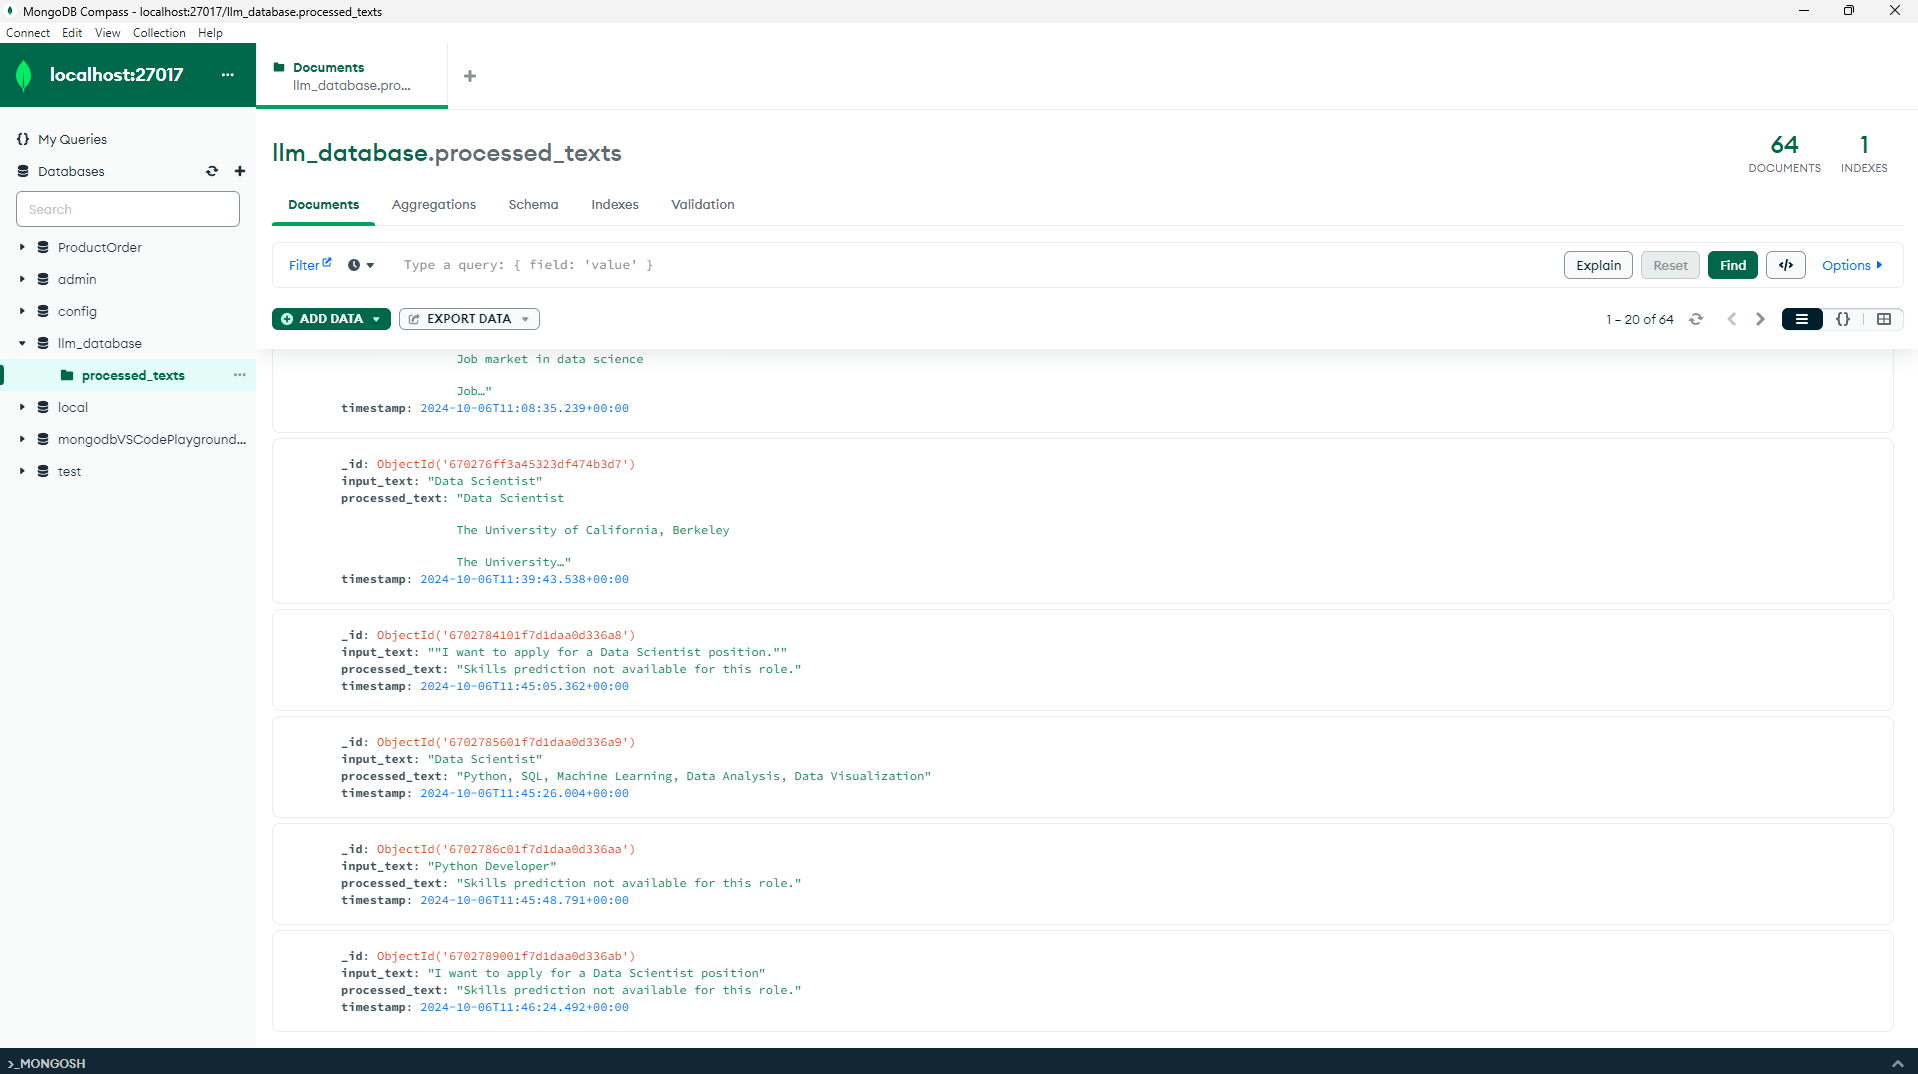 MongoDB Compass - localhost:27017/llm_database.processed_texts
Connect Edit View Collection Help
localhost:27017 ...
Documents
llm_database.pro...
My Queries
Databases
Search
ProductOrder
admin
config
llm_database
processed_texts ...
local
mongodbVSCodePlayground...
test
llm_database.processed_texts
64
DOCUMENTS
1
INDEXES
Documents Aggregations Schema Indexes Validation
Filter Type a query: { field: 'value' } Explain Reset Find </> Options
ADD DATA EXPORT DATA 1 – 20 of 64 {}
Job market in data science
Job…"
timestamp: 2024-10-06T11:08:35.239+00:00
_id: ObjectId('670276ff3a45323df474b3d7')
input_text: "Data Scientist"
processed_text: "Data Scientist
The University of California, Berkeley
The University…"
timestamp: 2024-10-06T11:39:43.538+00:00
_id: ObjectId('6702784101f7d1daa0d336a8')
input_text: ""I want to apply for a Data Scientist position.""
processed_text: "Skills prediction not available for this role."
timestamp: 2024-10-06T11:45:05.362+00:00
_id: ObjectId('6702785601f7d1daa0d336a9')
input_text: "Data Scientist"
processed_text: "Python, SQL, Machine Learning, Data Analysis, Data Visualization"
timestamp: 2024-10-06T11:45:26.004+00:00
_id: ObjectId('6702786c01f7d1daa0d336aa')
input_text: "Python Developer"
processed_text: "Skills prediction not available for this role."
timestamp: 2024-10-06T11:45:48.791+00:00
_id: ObjectId('6702789001f7d1daa0d336ab')
input_text: "I want to apply for a Data Scientist position"
processed_text: "Skills prediction not available for this role."
timestamp: 2024-10-06T11:46:24.492+00:00
>_MONGOSH